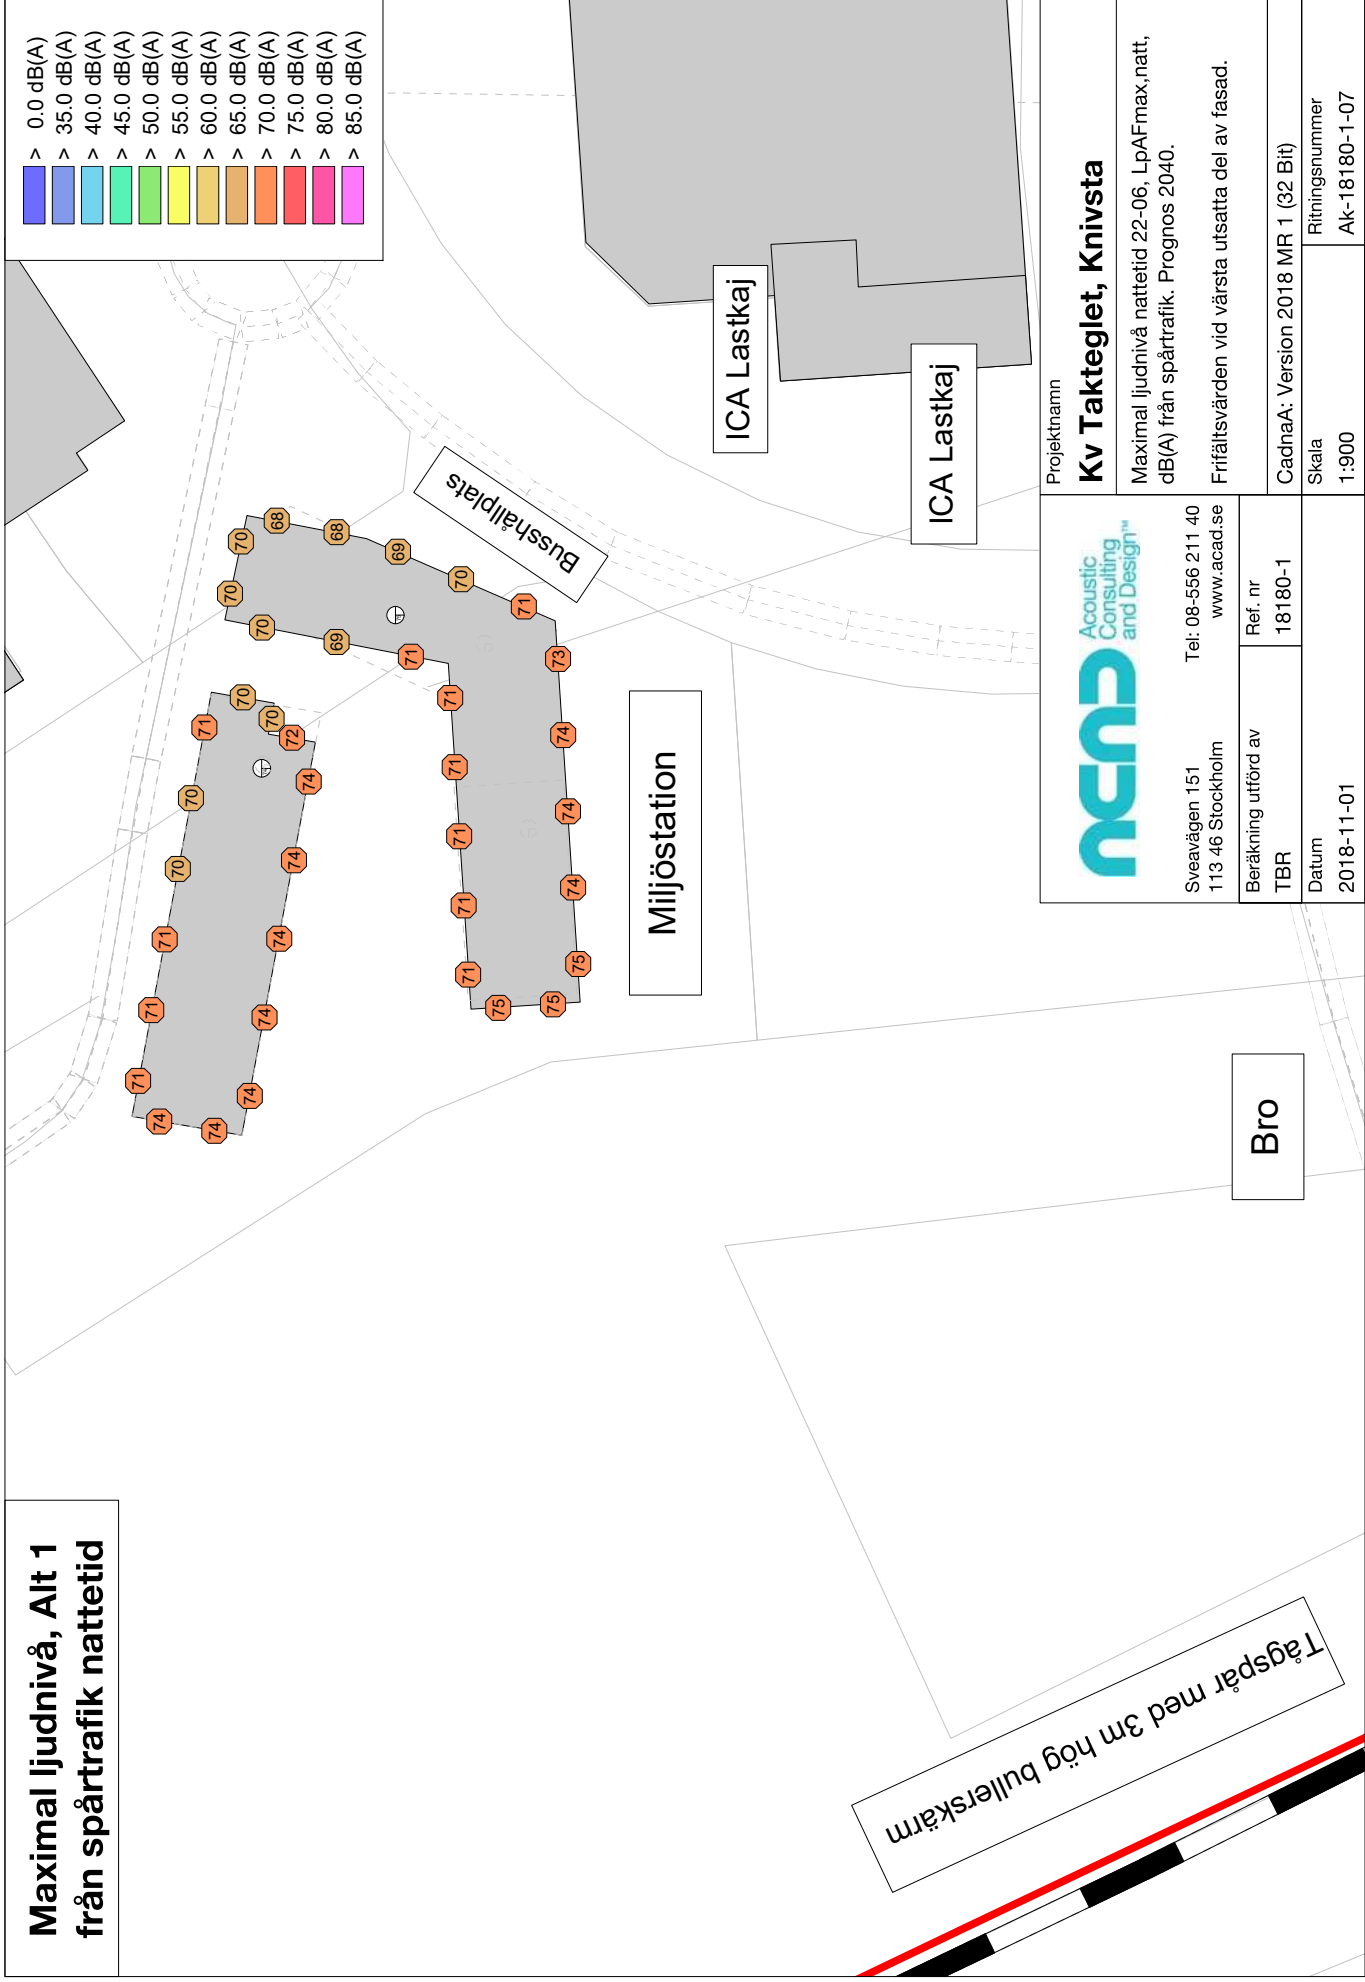 Maximal ljudnivå, Alt 1
från spårtrafik nattetid
> 0.0 dB(A)
> 35.0 dB(A)
> 40.0 dB(A)
> 45.0 dB(A)
> 50.0 dB(A)
> 55.0 dB(A)
> 60.0 dB(A)
> 65.0 dB(A)
> 70.0 dB(A)
> 75.0 dB(A)
> 80.0 dB(A)
> 85.0 dB(A)
74
71
71
71
70
70
71
70
70
72
74
74
74
74
74
74
70
70
70
68
68
69
69
70
71
71
73
71
74
71
74
71
74
71
75
71
75
75
Busshållplats
ICA Lastkaj
ICA Lastkaj
Miljöstation
Bro
Tågspår med 3m hög bullerskärm
Acoustic
Consulting
and Design™
Sveavägen 151
113 46 Stockholm
Tel: 08-556 211 40
www.acad.se
Beräkning utförd av
TBR
Ref. nr
18180-1
Datum
2018-11-01
Projektnamn
Kv Takteglet, Knivsta
Maximal ljudnivå nattetid 22-06, LpAFmax,natt,
dB(A) från spårtrafik. Prognos 2040.
Frifältsvärden vid värsta utsatta del av fasad.
CadnaA: Version 2018 MR 1 (32 Bit)
Skala
1:900
Ritningsnummer
Ak-18180-1-07